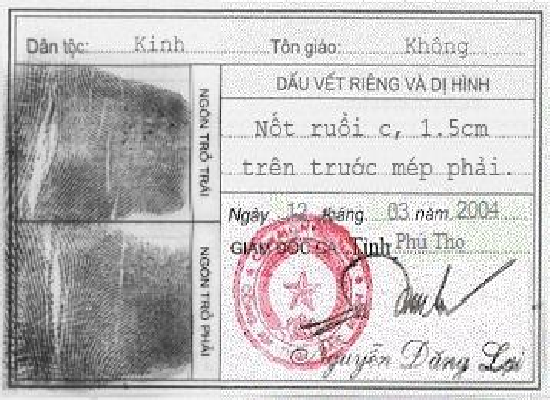 Dân tộc: Kinh Tôn giáo: Không
DẤU VẾT RIÊNG VÀ DỊ HÌNH
Nốt ruồi c, 1.5cm
trên trước mép phải.
NGÓN TRỎ TRÁI
NGÓN TRỎ PHẢI
Ngày 12 tháng 03 năm 2004
GIÁM ĐỐC CA Tỉnh Phú Thọ
Nguyễn Đăng